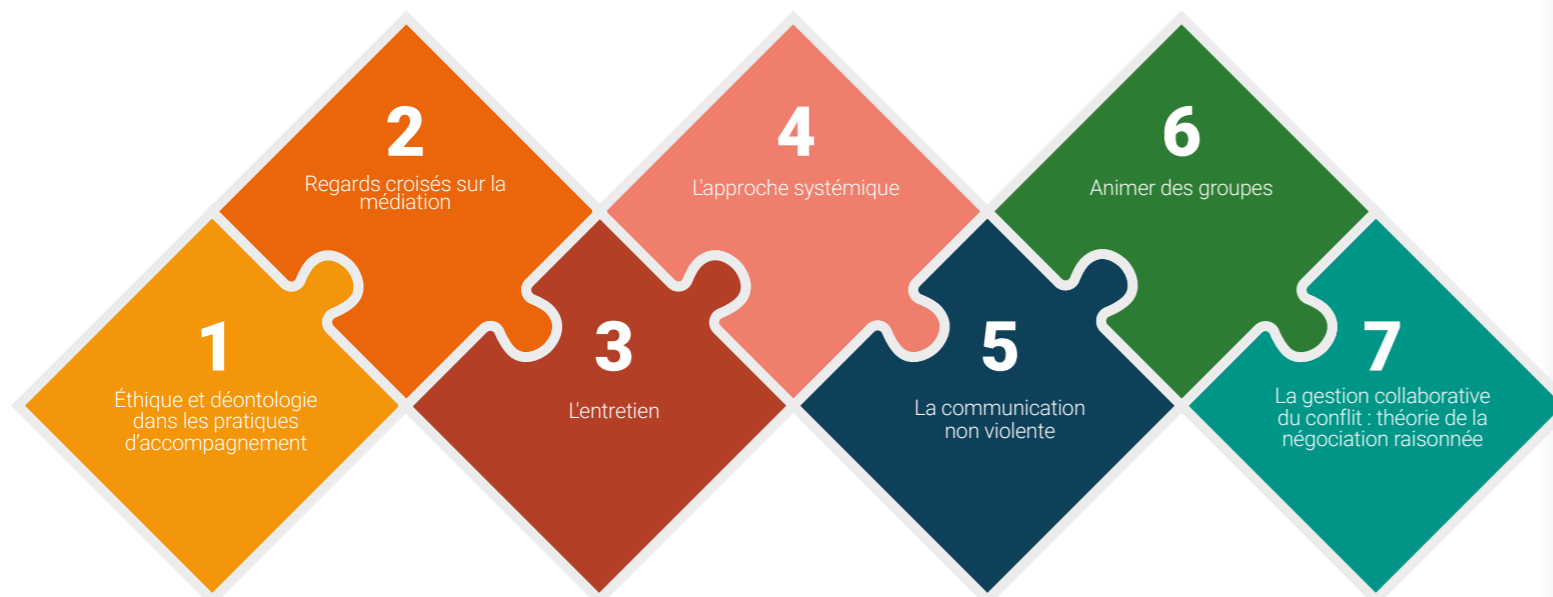 1
Éthique et déontologie
dans les pratiques
d'accompagnement
2
Regards croisés sur la
médiation
3
L'entretien
4
L'approche systémique
5
La communication
non violente
6
Animer des groupes
7
La gestion collaborative
du conflit : théorie de la
négociation raisonnée